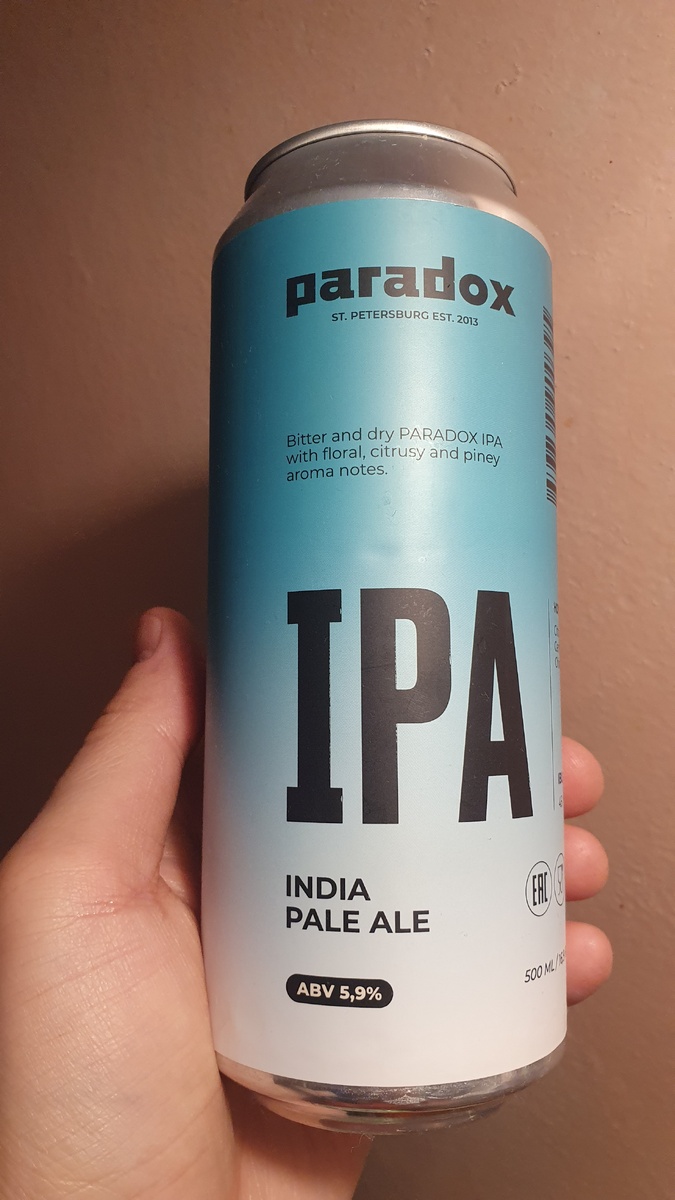 paradox
ST. PETERSBURG EST. 2013
Bitter and dry PARADOX IPA
with floral, citrusy and piney
aroma notes.
IPA
INDIA
PALE ALE
ABV 5,9%
EAC
500 ML /